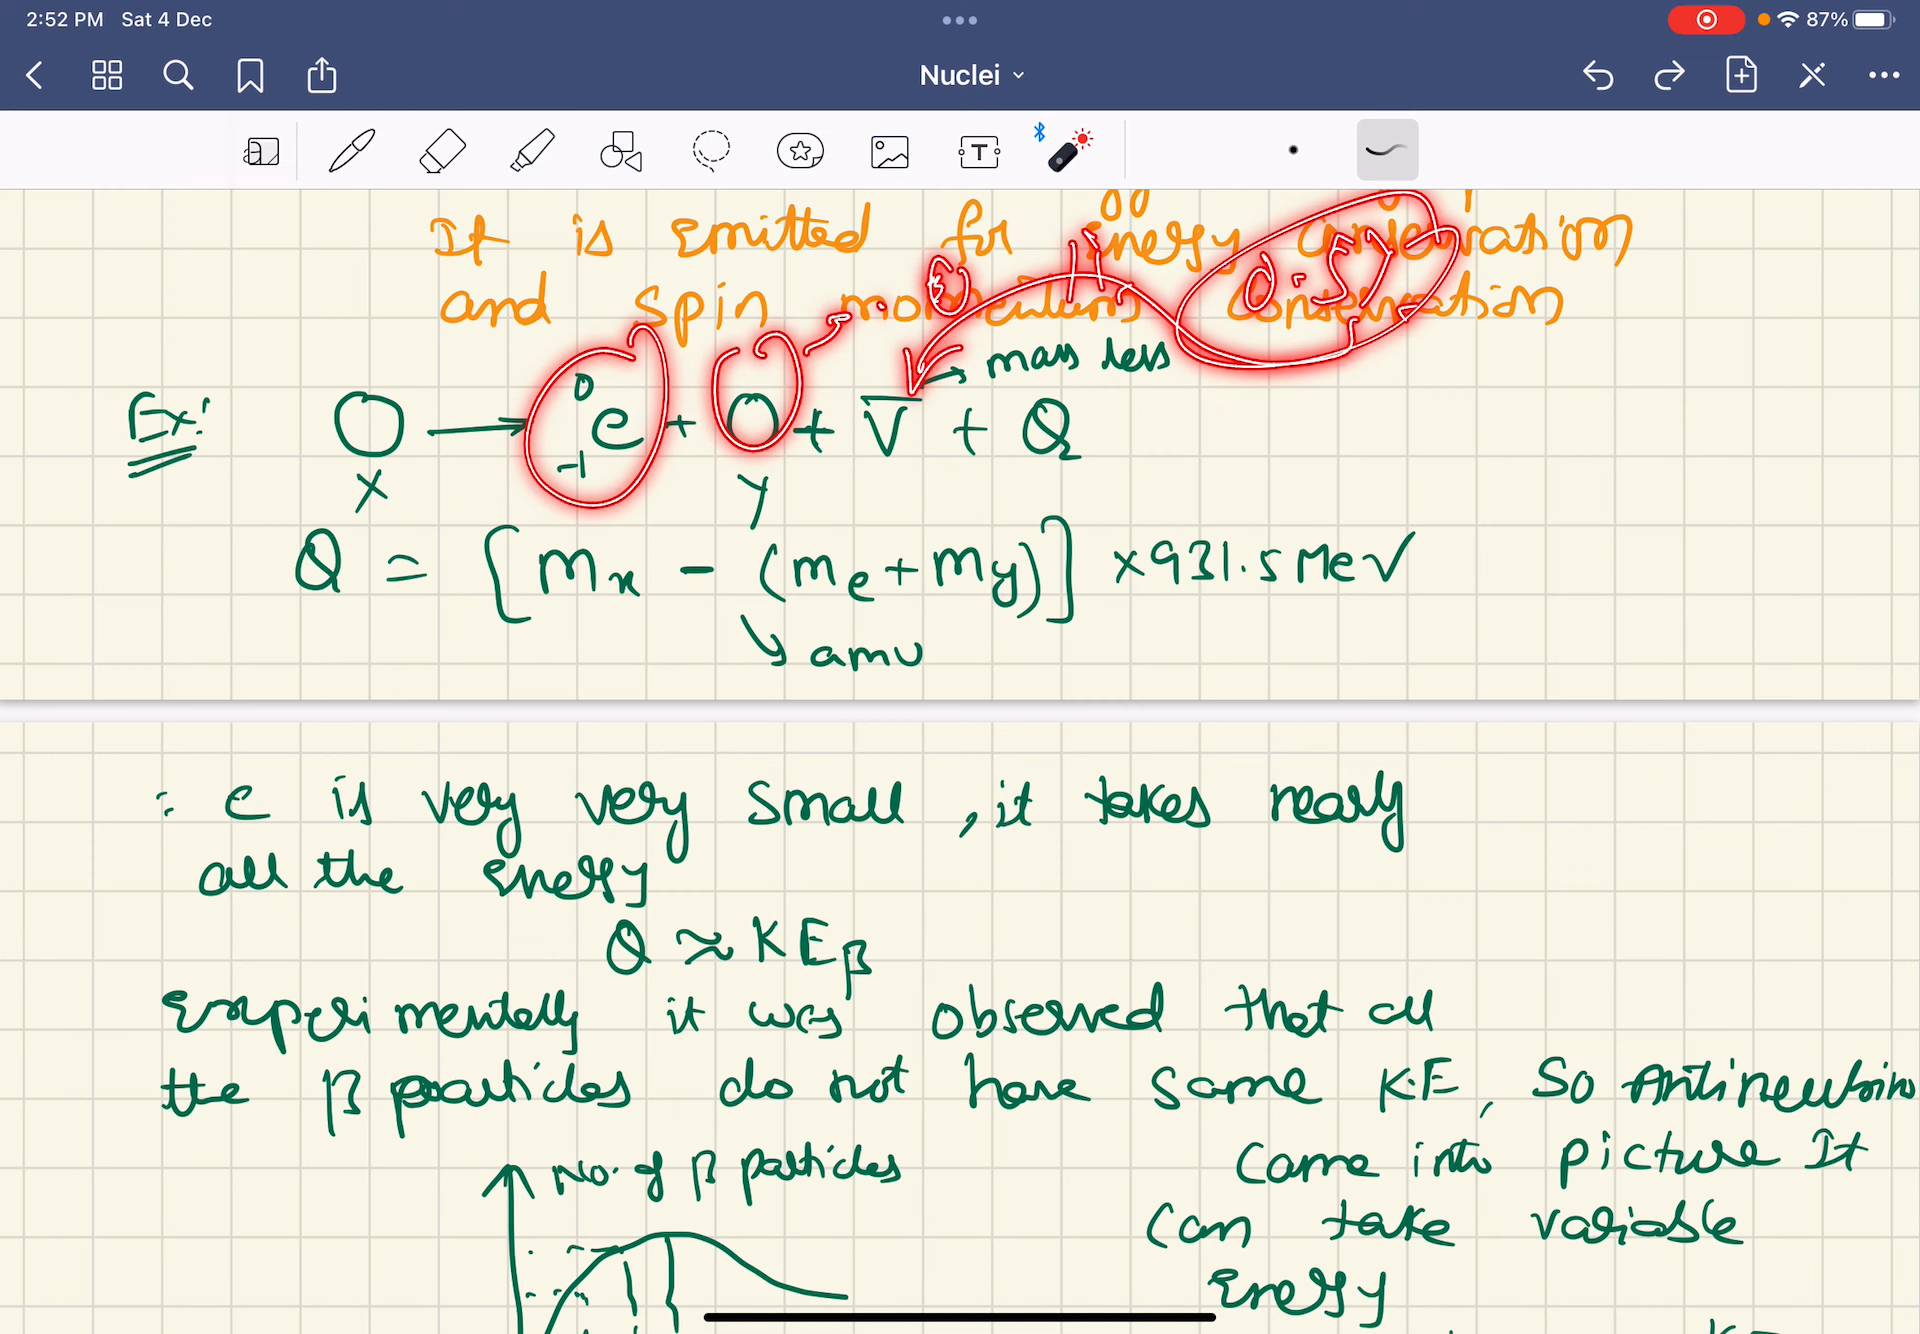 2:52 PM Sat 4 Dec
87%
Nuclei
It is Emitted for Energy conservation
and spin momentum conservation
→ mass less
Ex: O → 0 -1 e + O + V̅ + Q
X Y
Q = [mx - (me + my)] x 931.5 MeV
↘ amu
∵ e is very very small, it takes nearly
all the energy
Q ≈ KEβ
Experimentally it was observed that all
the β particles do not have same K.E, So Antineutrino
came into picture It
can take variable
Energy
No. of β particles